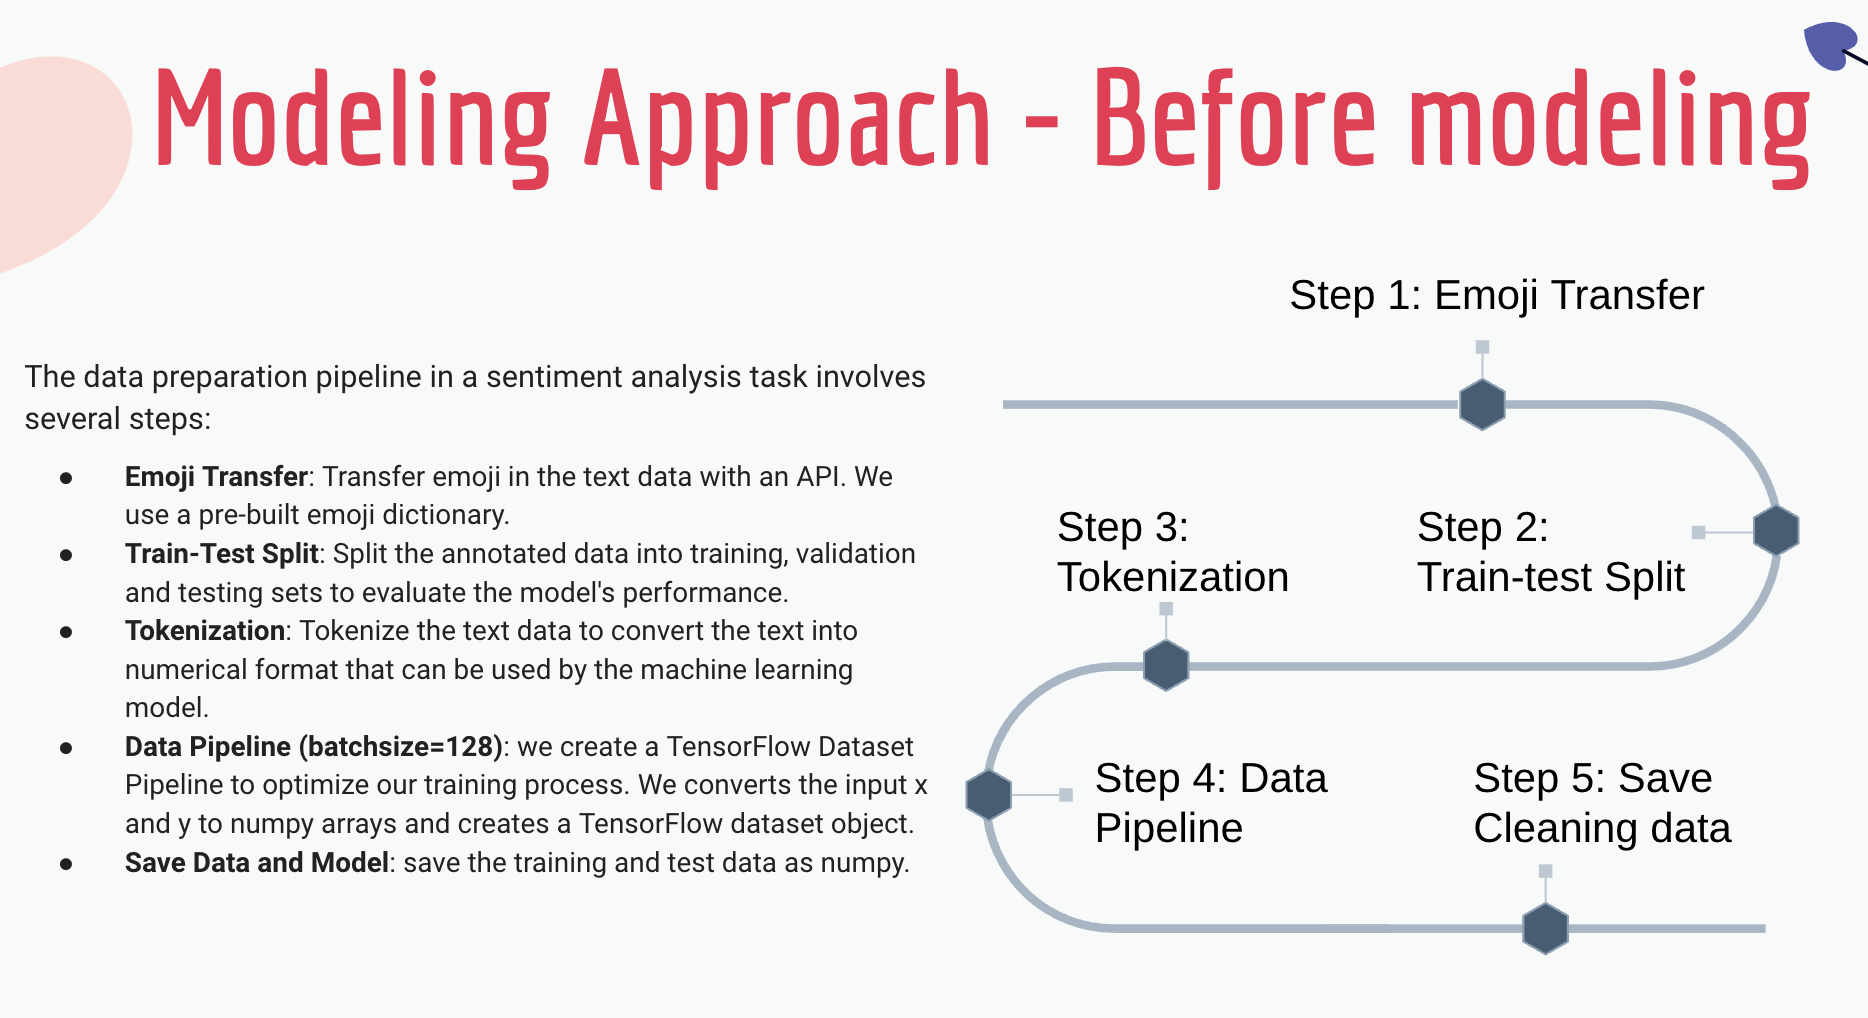 Modeling Approach - Before modeling
The data preparation pipeline in a sentiment analysis task involves
several steps:
● Emoji Transfer: Transfer emoji in the text data with an API. We
use a pre-built emoji dictionary.
● Train-Test Split: Split the annotated data into training, validation
and testing sets to evaluate the model's performance.
● Tokenization: Tokenize the text data to convert the text into
numerical format that can be used by the machine learning
model.
● Data Pipeline (batchsize=128): we create a TensorFlow Dataset
Pipeline to optimize our training process. We converts the input x
and y to numpy arrays and creates a TensorFlow dataset object.
● Save Data and Model: save the training and test data as numpy.
Step 1: Emoji Transfer
Step 2:
Train-test Split
Step 3:
Tokenization
Step 4: Data
Pipeline
Step 5: Save
Cleaning data